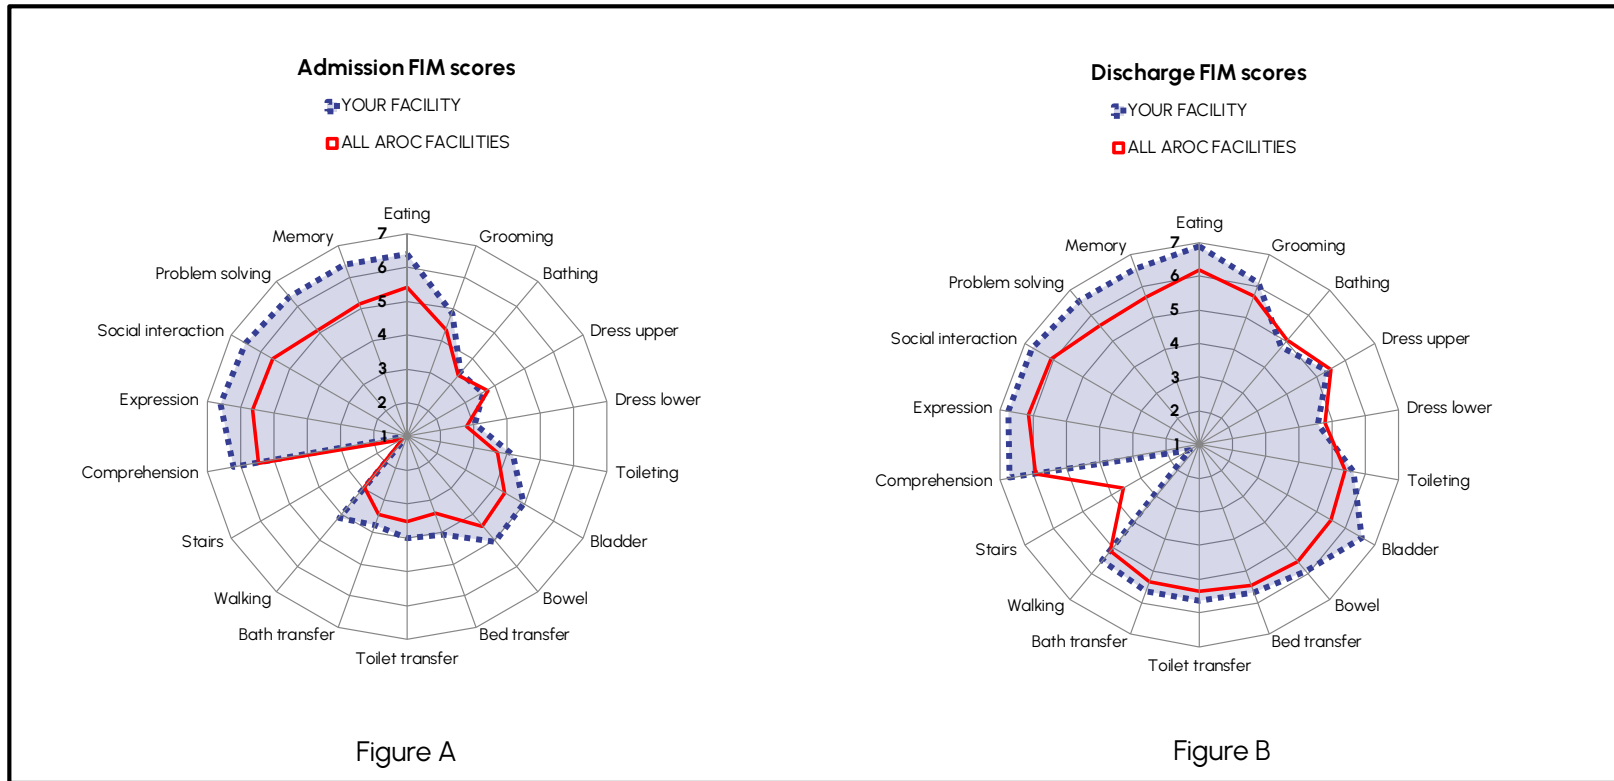 Admission FIM scores
YOUR FACILITY
ALL AROC FACILITIES
Eating
Grooming
Bathing
Dress upper
Dress lower
Toileting
Bladder
Bowel
Bed transfer
Toilet transfer
Bath transfer
Walking
Stairs
Comprehension
Expression
Social interaction
Problem solving
Memory
7
6
5
4
3
2
1
Figure A
Discharge FIM scores
YOUR FACILITY
ALL AROC FACILITIES
Eating
Grooming
Bathing
Dress upper
Dress lower
Toileting
Bladder
Bowel
Bed transfer
Toilet transfer
Bath transfer
Walking
Stairs
Comprehension
Expression
Social interaction
Problem solving
Memory
7
6
5
4
3
2
1
Figure B